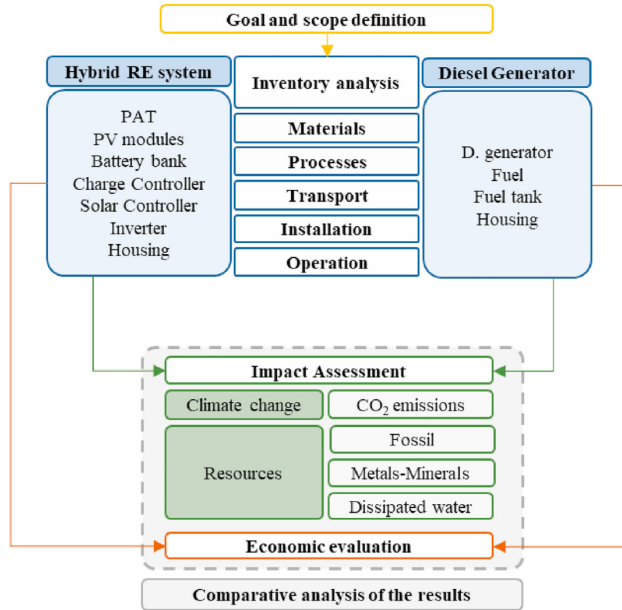 Goal and scope definition
Hybrid RE system
Inventory analysis
Diesel Generator
PAT
PV modules
Battery bank
Charge Controller
Solar Controller
Inverter
Housing
Materials
Processes
Transport
Installation
Operation
D. generator
Fuel
Fuel tank
Housing
Impact Assessment
Climate change
CO₂ emissions
Resources
Fossil
Metals-Minerals
Dissipated water
Economic evaluation
Comparative analysis of the results